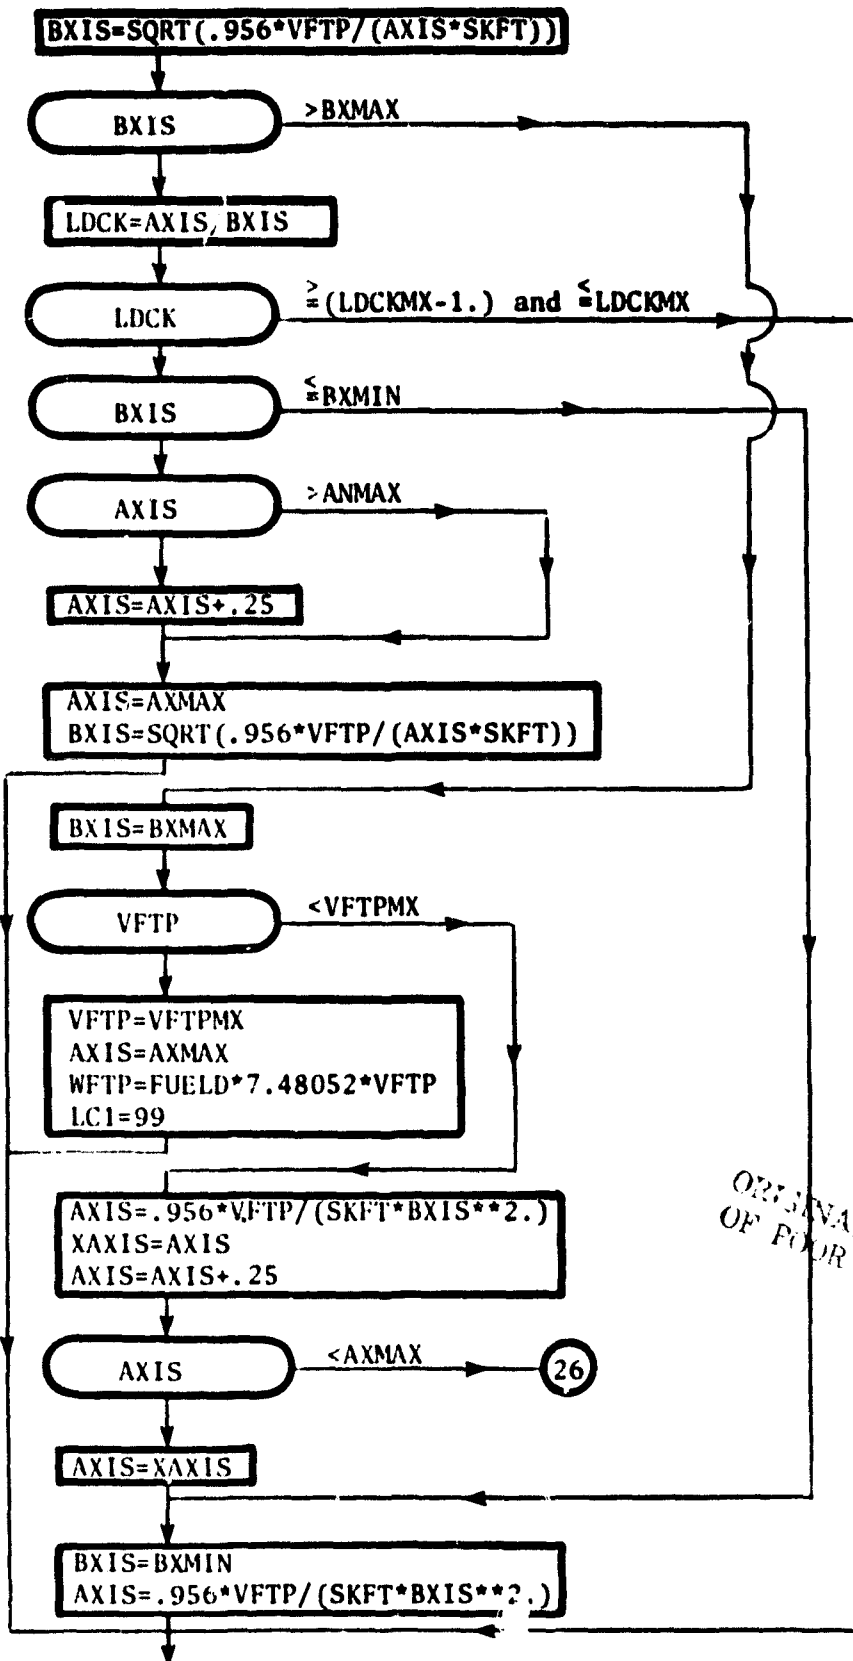 BXIS=SQRT(.956*VFTP/(AXIS*SKFT))
BXIS
>BXMAX
LDCK=AXIS/BXIS
LDCK
≥(LDCKMX-1.) and ≤LDCKMX
BXIS
≤BXMIN
AXIS
>ANMAX
AXIS=AXIS+.25
AXIS=AXMAX
BXIS=SQRT(.956*VFTP/(AXIS*SKFT))
BXIS=BXMAX
VFTP
<VFTPMX
VFTP=VFTPMX
AXIS=AXMAX
WFTP=FUELD*7.48052*VFTP
LC1=99
AXIS=.956*VFTP/(SKFT*BXIS**2.)
XAXIS=AXIS
AXIS=AXIS+.25
OF POOR
AXIS
<AXMAX
26
AXIS=XAXIS
BXIS=BXMIN
AXIS=.956*VFTP/(SKFT*BXIS**2.)